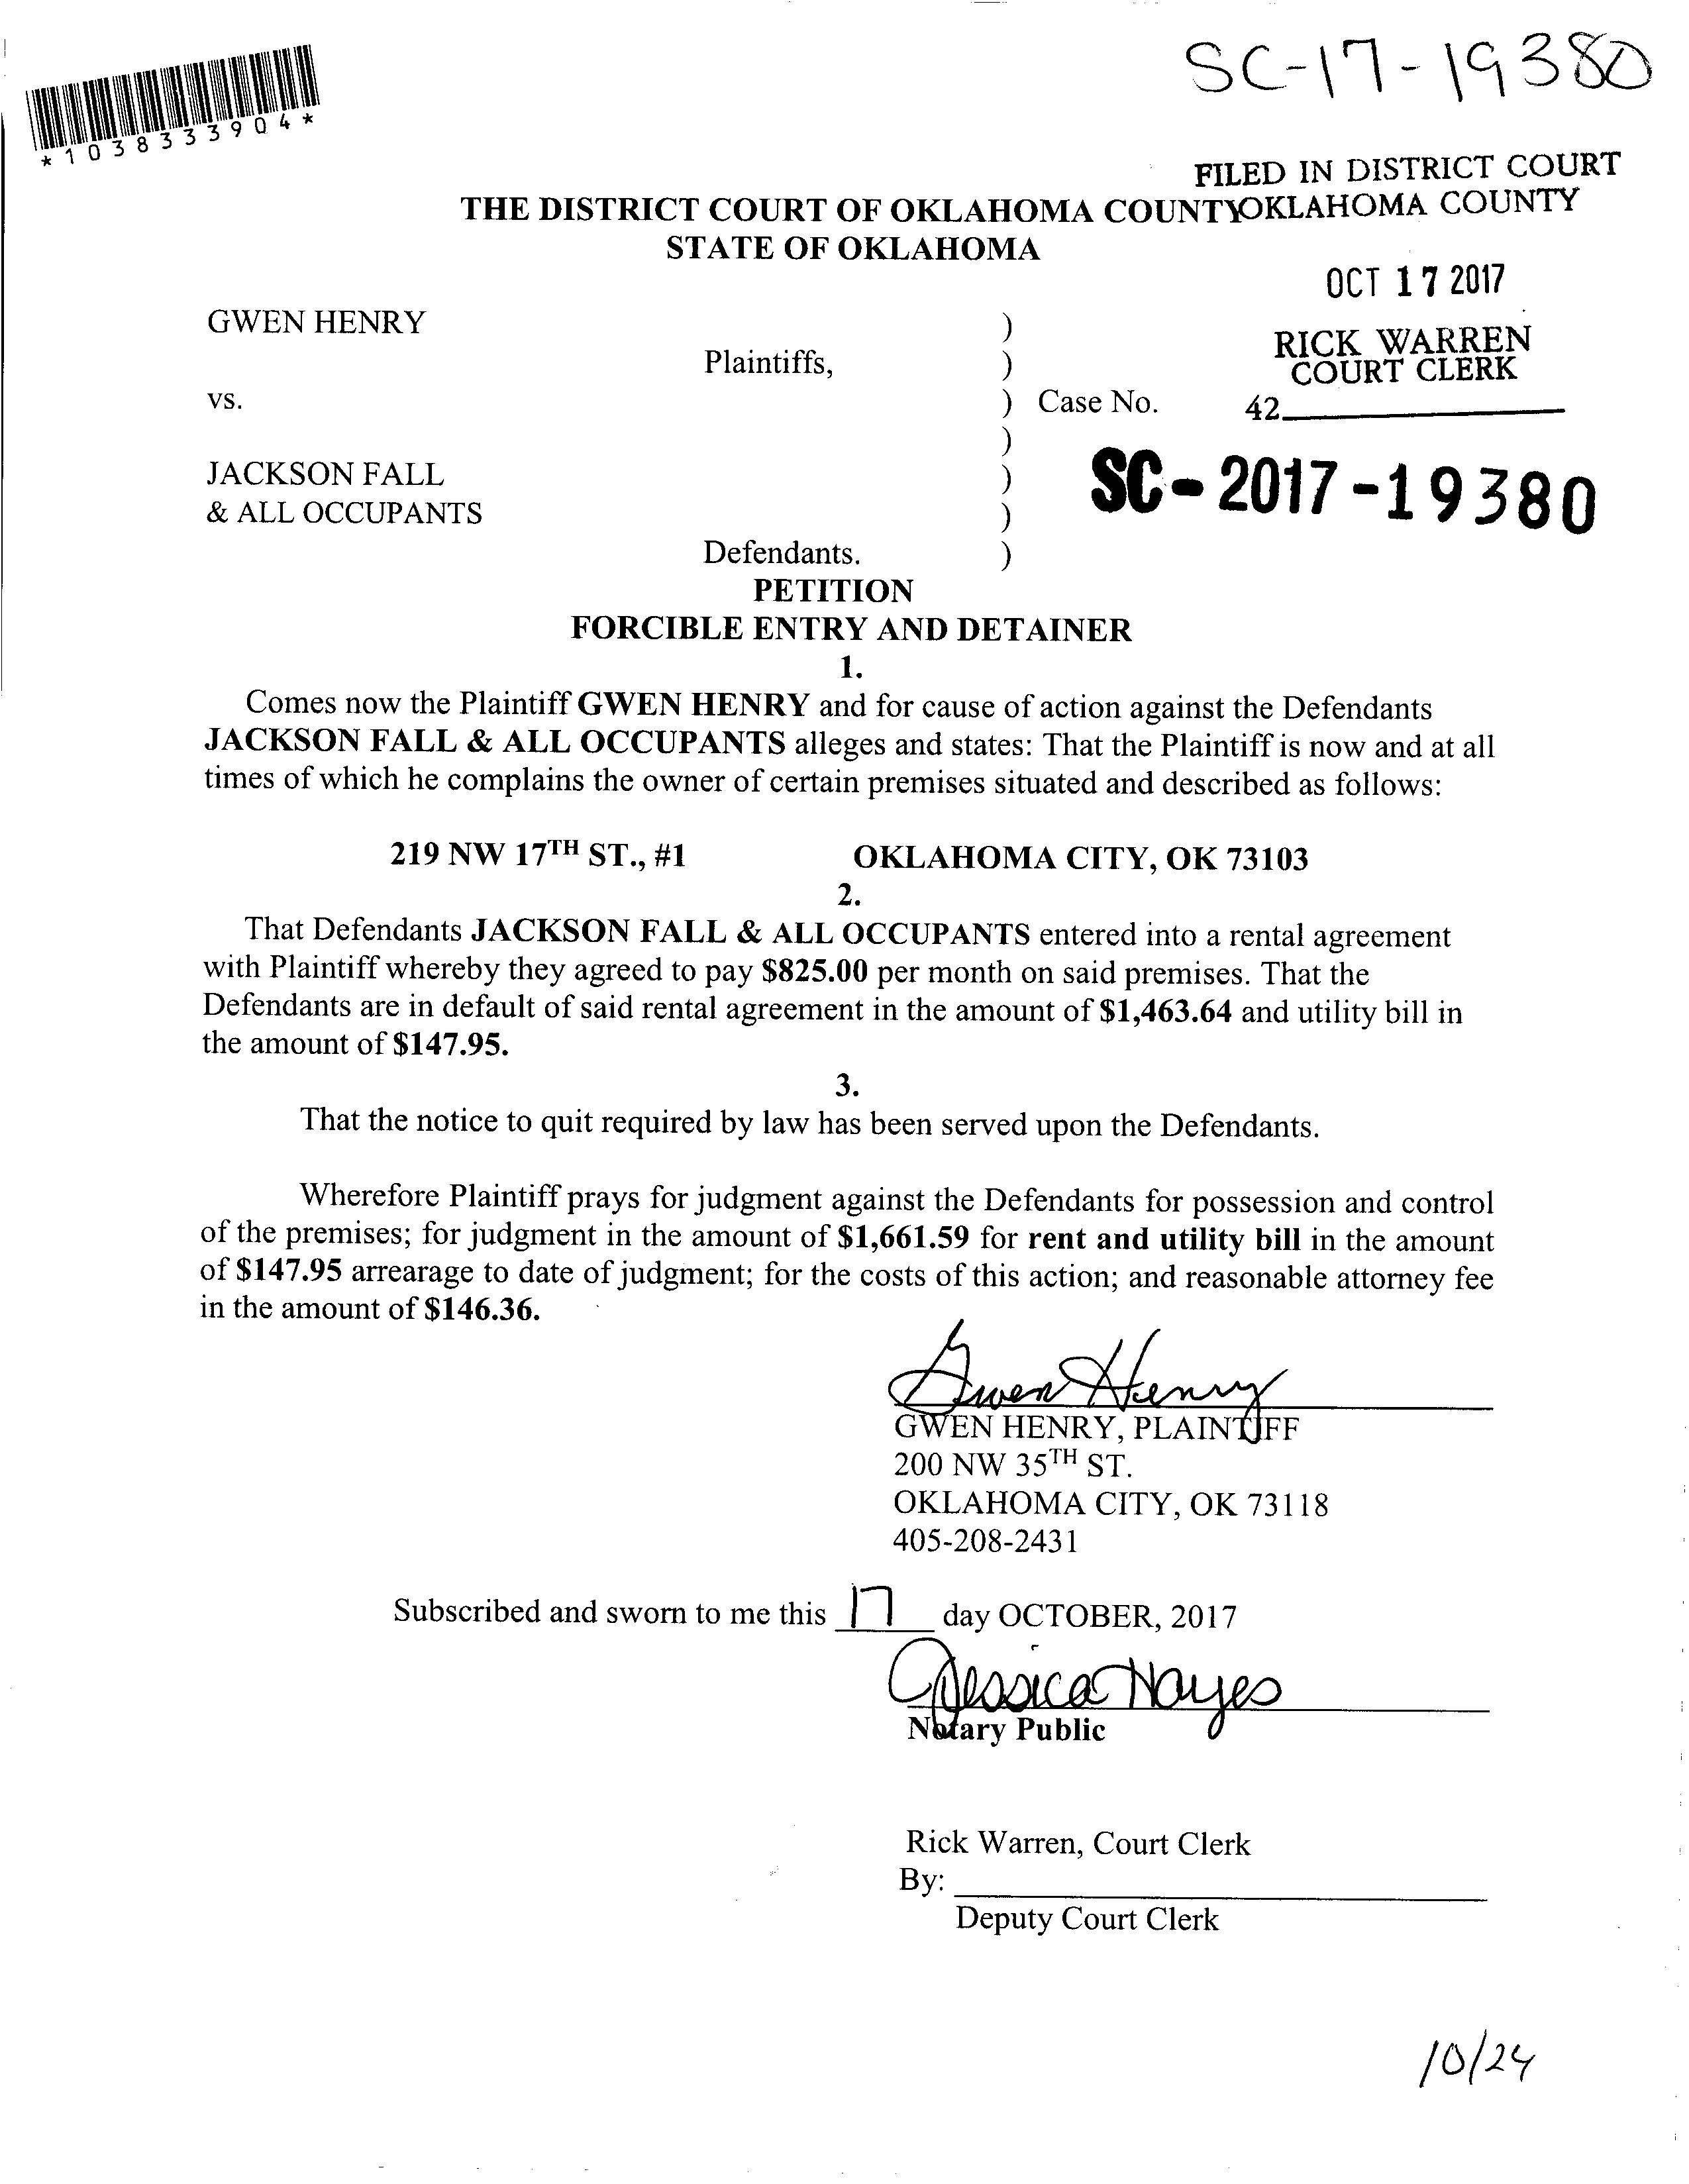 SC-17-19380
*1038333904*
FILED IN DISTRICT COURT
THE DISTRICT COURT OF OKLAHOMA COUNTY OKLAHOMA COUNTY
STATE OF OKLAHOMA
OCT 17 2017
GWEN HENRY )
RICK WARREN
Plaintiffs, )
COURT CLERK
vs. ) Case No. 42
)
JACKSON FALL ) SC-2017-19380
& ALL OCCUPANTS )
Defendants. )
PETITION
FORCIBLE ENTRY AND DETAINER
1.
Comes now the Plaintiff GWEN HENRY and for cause of action against the Defendants
JACKSON FALL & ALL OCCUPANTS alleges and states: That the Plaintiff is now and at all
times of which he complains the owner of certain premises situated and described as follows:
219 NW 17TH ST., #1 OKLAHOMA CITY, OK 73103
2.
That Defendants JACKSON FALL & ALL OCCUPANTS entered into a rental agreement
with Plaintiff whereby they agreed to pay $825.00 per month on said premises. That the
Defendants are in default of said rental agreement in the amount of $1,463.64 and utility bill in
the amount of $147.95.
3.
That the notice to quit required by law has been served upon the Defendants.
Wherefore Plaintiff prays for judgment against the Defendants for possession and control
of the premises; for judgment in the amount of $1,661.59 for rent and utility bill in the amount
of $147.95 arrearage to date of judgment; for the costs of this action; and reasonable attorney fee
in the amount of $146.36.
Gwen Henry
GWEN HENRY, PLAINTIFF
200 NW 35TH ST.
OKLAHOMA CITY, OK 73118
405-208-2431
Subscribed and sworn to me this 17 day OCTOBER, 2017
Jessica Hayes
Notary Public
Rick Warren, Court Clerk
By:
Deputy Court Clerk
10/24